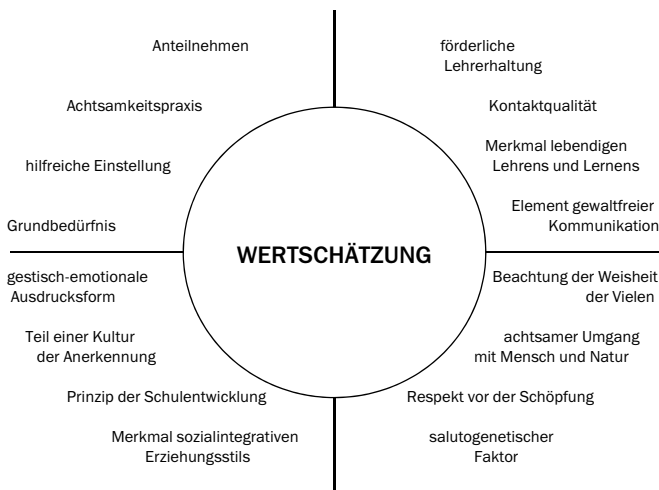 Anteilnehmen
Achtsamkeitspraxis
hilfreiche Einstellung
Grundbedürfnis
förderliche
Lehrerhaltung
Kontaktqualität
Merkmal lebendigen
Lehrens und Lernens
Element gewaltfreier
Kommunikation
WERTSCHÄTZUNG
gestisch-emotionale
Ausdrucksform
Teil einer Kultur
der Anerkennung
Prinzip der Schulentwicklung
Merkmal sozialintegrativen
Erziehungsstils
Beachtung der Weisheit
der Vielen
achtsamer Umgang
mit Mensch und Natur
Respekt vor der Schöpfung
salutogenetischer
Faktor